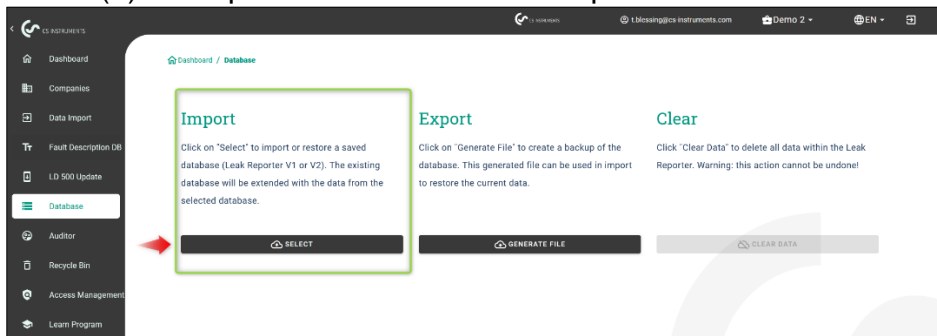 CS INSTRUMENTS
t.blessing@cs-instruments.com
Demo 2
EN
CS INSTRUMENTS
Dashboard
Companies
Data Import
Fault Description DB
LD 500 Update
Database
Auditor
Recycle Bin
Access Management
Learn Program
Dashboard / Database
Import
Click on "Select" to import or restore a saved
database (Leak Reporter V1 or V2). The existing
database will be extended with the data from the
selected database.
SELECT
Export
Click on "Generate File" to create a backup of the
database. This generated file can be used in import
to restore the current data.
GENERATE FILE
Clear
Click "Clear Data" to delete all data within the Leak
Reporter. Warning: this action cannot be undone!
CLEAR DATA